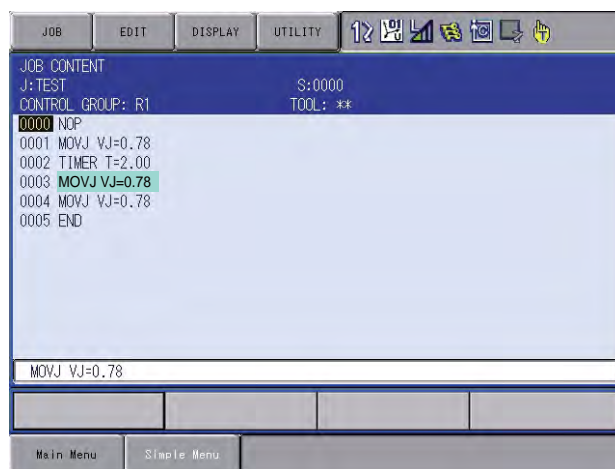 JOB EDIT DISPLAY UTILITY
JOB CONTENT
J:TEST S:0000
CONTROL GROUP: R1 TOOL: **
0000 NOP
0001 MOVJ VJ=0.78
0002 TIMER T=2.00
0003 MOVJ VJ=0.78
0004 MOVJ VJ=0.78
0005 END
MOVJ VJ=0.78
Main Menu Simple Menu